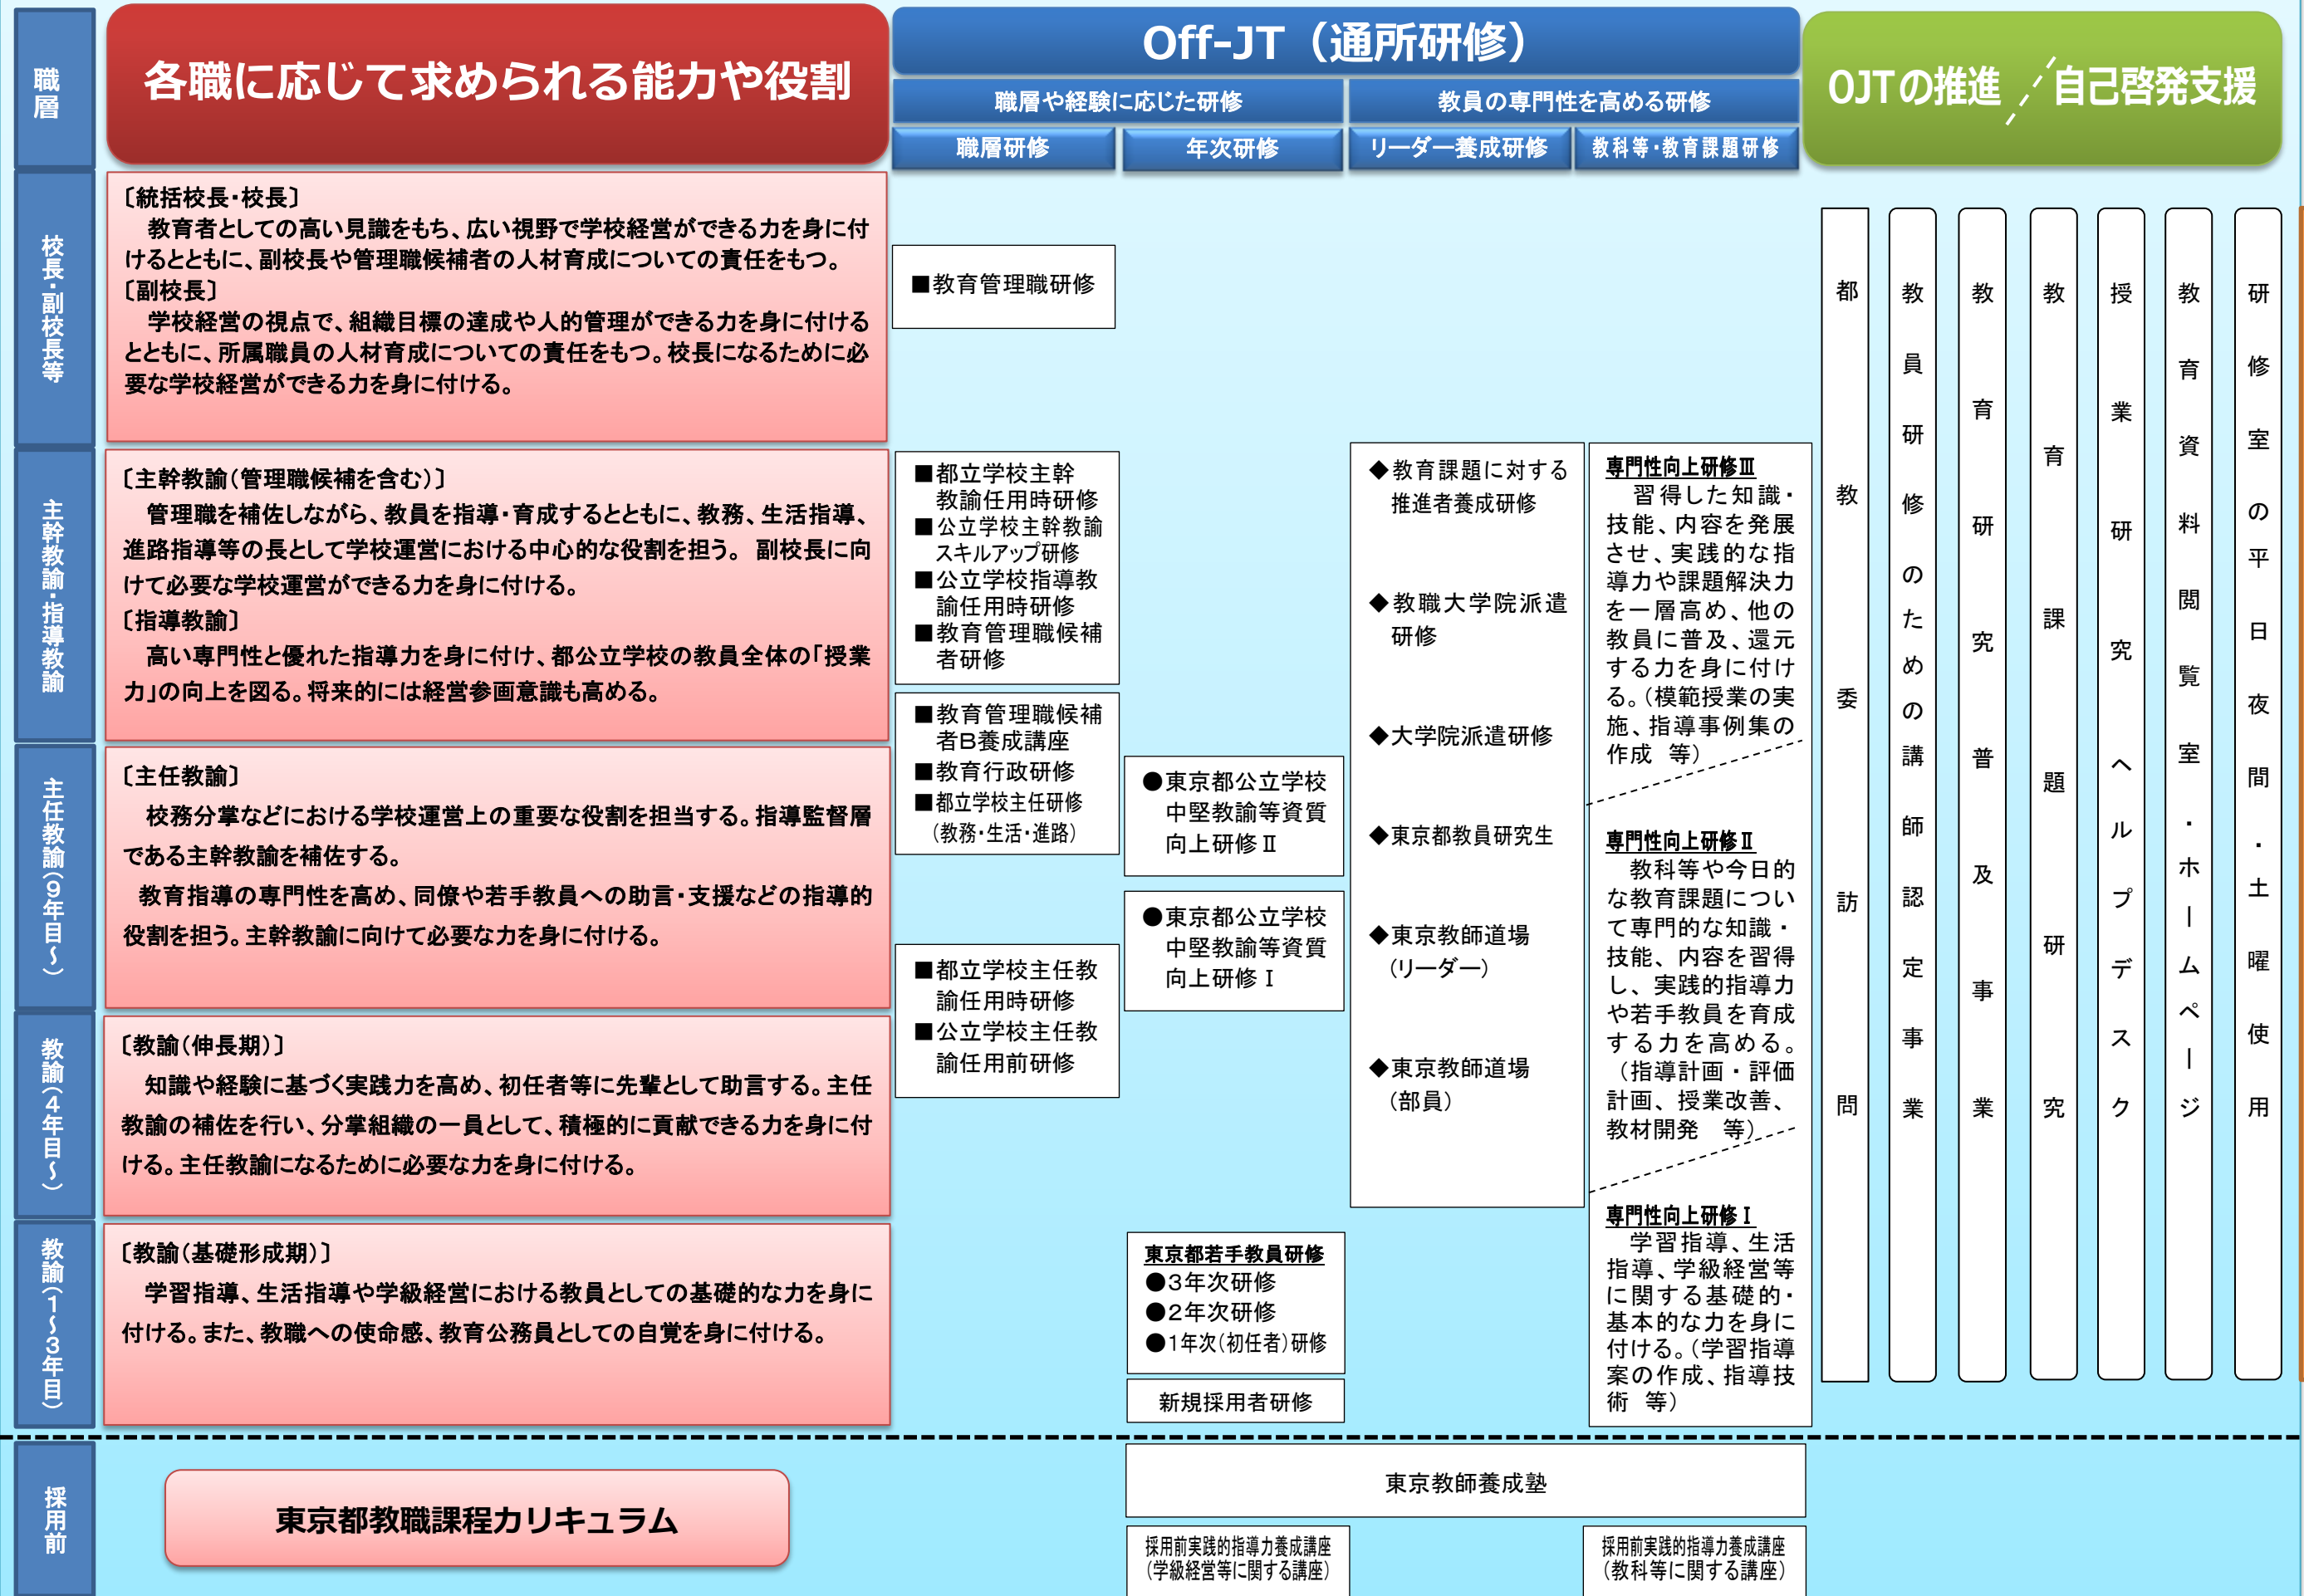 職層
各職に応じて求められる能力や役割
Off-JT（通所研修）
職層や経験に応じた研修
教員の専門性を高める研修
職層研修
年次研修
リーダー養成研修
教科等・教育課題研修
OJTの推進／自己啓発支援
校長・副校長等
〔統括校長・校長〕
教育者としての高い見識をもち、広い視野で学校経営ができる力を身に付
けるとともに、副校長や管理職候補者の人材育成についての責任をもつ。
〔副校長〕
学校経営の視点で、組織目標の達成や人的管理ができる力を身に付ける
とともに、所属職員の人材育成についての責任をもつ。校長になるために必
要な学校経営ができる力を身に付ける。
■教育管理職研修
主幹教諭・指導教諭
〔主幹教諭（管理職候補を含む）〕
管理職を補佐しながら、教員を指導・育成するとともに、教務、生活指導、
進路指導等の長として学校運営における中心的な役割を担う。 副校長に向
けて必要な学校運営ができる力を身に付ける。
〔指導教諭〕
高い専門性と優れた指導力を身に付け、都公立学校の教員全体の「授業
力」の向上を図る。将来的には経営参画意識も高める。
■都立学校主幹
教諭任用時研修
■公立学校主幹教諭
スキルアップ研修
■公立学校指導教
諭任用時研修
■教育管理職候補
者研修
■教育管理職候補
者B養成講座
■教育行政研修
■都立学校主任研修
（教務・生活・進路）
主任教諭（９年目～）
〔主任教諭〕
校務分掌などにおける学校運営上の重要な役割を担当する。指導監督層
である主幹教諭を補佐する。
教育指導の専門性を高め、同僚や若手教員への助言・支援などの指導的
役割を担う。主幹教諭に向けて必要な力を身に付ける。
■都立学校主任教
諭任用時研修
■公立学校主任教
諭任用前研修
●東京都公立学校
中堅教諭等資質
向上研修Ⅱ
●東京都公立学校
中堅教諭等資質
向上研修Ⅰ
教諭（４年目～）
〔教諭（伸長期）〕
知識や経験に基づく実践力を高め、初任者等に先輩として助言する。主任
教諭の補佐を行い、分掌組織の一員として、積極的に貢献できる力を身に付
ける。主任教諭になるために必要な力を身に付ける。
教諭（１～３年目）
〔教諭（基礎形成期）〕
学習指導、生活指導や学級経営における教員としての基礎的な力を身に
付ける。また、教職への使命感、教育公務員としての自覚を身に付ける。
東京都若手教員研修
●３年次研修
●２年次研修
●１年次（初任者）研修
新規採用者研修
◆教育課題に対する
推進者養成研修
◆教職大学院派遣
研修
◆大学院派遣研修
◆東京都教員研究生
◆東京教師道場
（リーダー）
◆東京教師道場
（部員）
専門性向上研修Ⅲ
習得した知識・
技能、内容を発展
させ、実践的な指
導力や課題解決力
を一層高め、他の
教員に普及、還元
する力を身に付け
る。（模範授業の実
施、指導事例集の
作成 等）
専門性向上研修Ⅱ
教科等や今日的
な教育課題につい
て専門的な知識・
技能、内容を習得
し、実践的指導力
や若手教員を育成
する力を高める。
（指導計画・評価
計画、授業改善、
教材開発 等）
専門性向上研修Ⅰ
学習指導、生活
指導、学級経営等
に関する基礎的・
基本的な力を身に
付ける。（学習指導
案の作成、指導技
術 等）
都教委訪問
教員研修のための講師認定事業
教育研究普及事業
教育課題研究
授業研究ヘルプデスク
教育資料閲覧室・ホームページ
研修室の平日夜間・土曜使用
採用前
東京都教職課程カリキュラム
東京教師養成塾
採用前実践的指導力養成講座
（学級経営等に関する講座）
採用前実践的指導力養成講座
（教科等に関する講座）